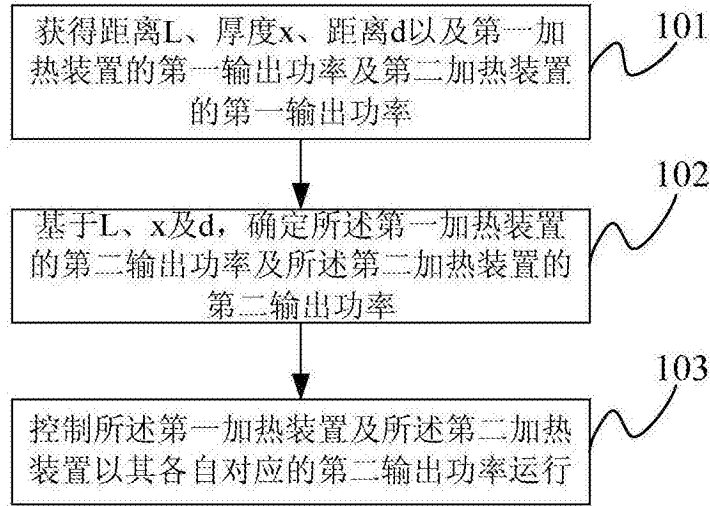 获得距离L、厚度x、距离d以及第一加
热装置的第一输出功率及第二加热装置
的第一输出功率
101
基于L、x及d，确定所述第一加热装置
的第二输出功率及所述第二加热装置的
第二输出功率
102
控制所述第一加热装置及所述第二加热
装置以其各自对应的第二输出功率运行
103